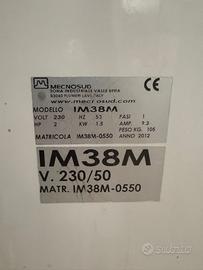 MECNOSUD
ZONA INDUSTRIALE VALLE UFITA
83040 FLUMERI (AV) ITALY
www.mecnosud.com
MODELLO IM38M
VOLT 230 HZ 50 FASI 1
HP 2 KW 1.5 AMP. 9.3
PESO KG. 106
MATRICOLA IM38M-0550 ANNO 2012
CE
IM38M
V. 230/50
MATR. IM38M-0550
subito